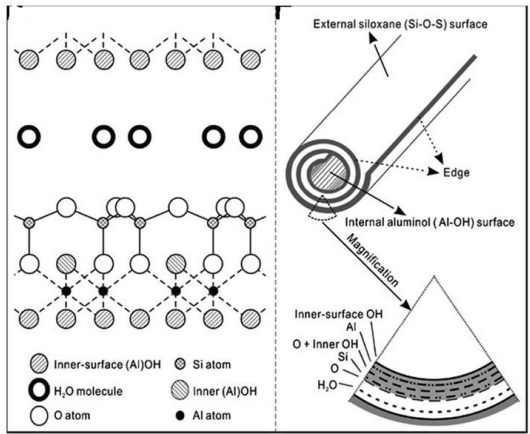 External siloxane (Si-O-S) surface
Edge
Internal aluminol (Al-OH) surface
Magnification
Inner-surface OH
Al
O + Inner OH
Si
O
H₂O
Inner-surface (Al)OH
Si atom
H₂O molecule
Inner (Al)OH
O atom
Al atom